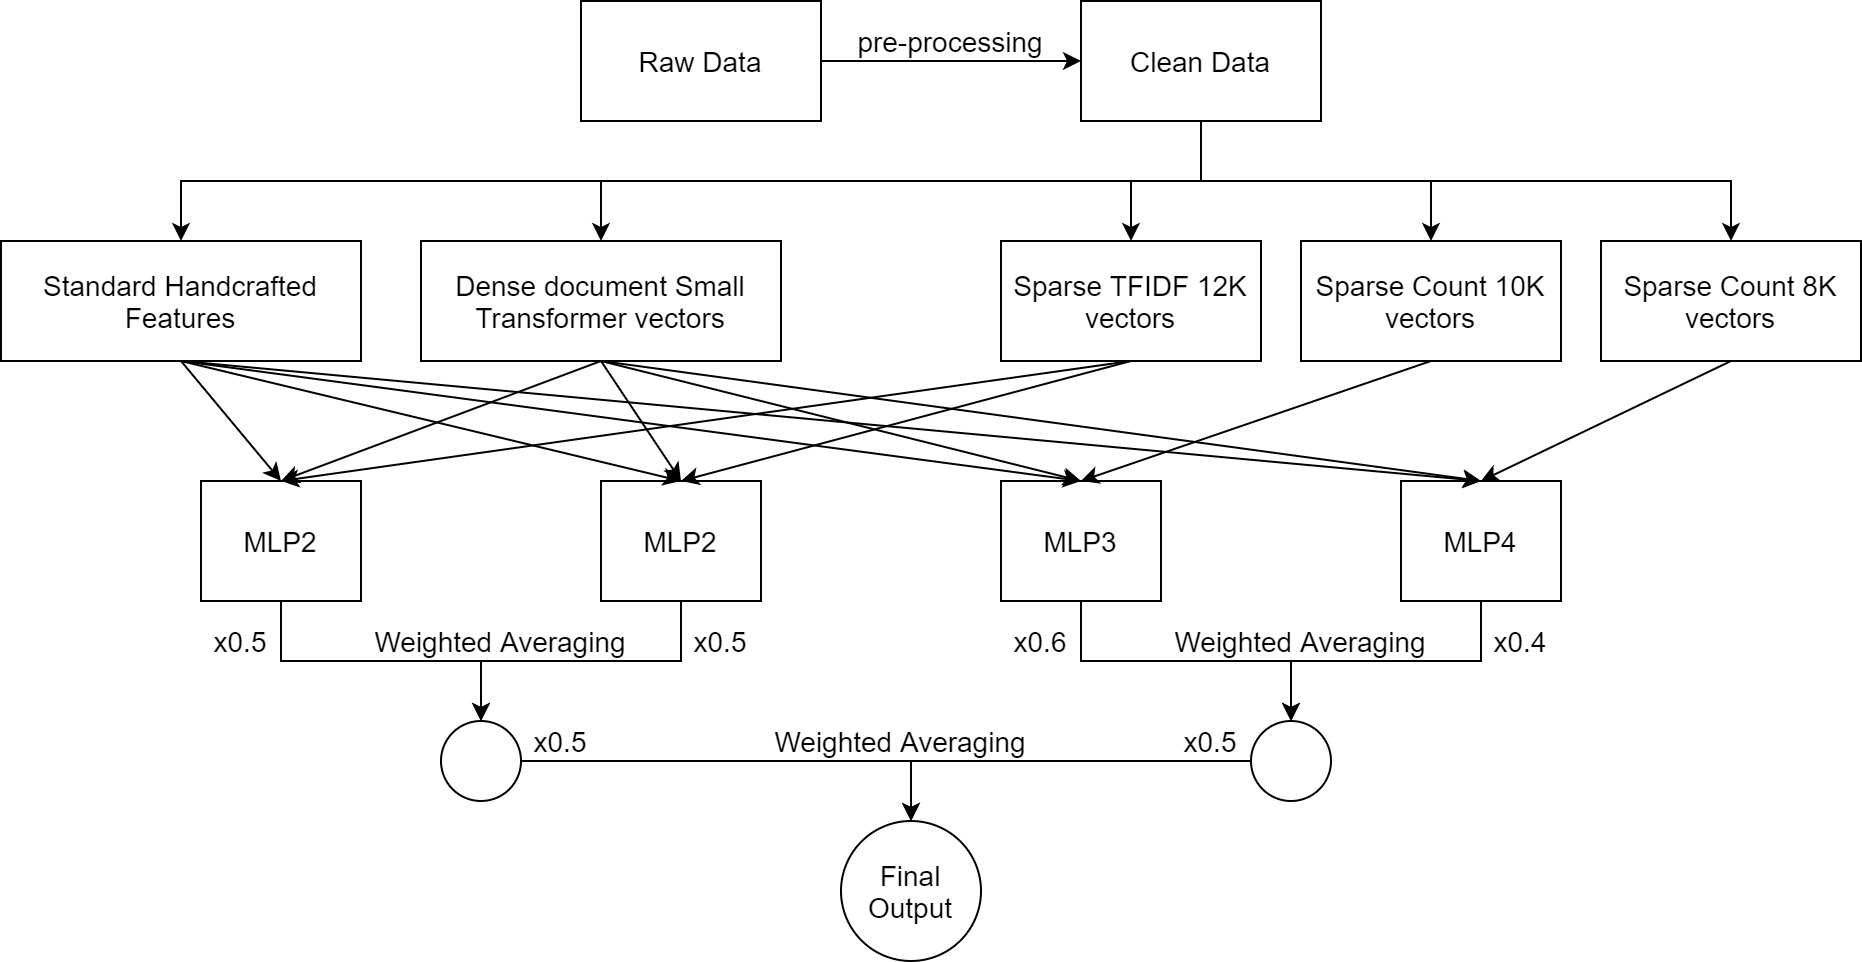 Raw Data
pre-processing
Clean Data
Standard Handcrafted
Features
Dense document Small
Transformer vectors
Sparse TFIDF 12K
vectors
Sparse Count 10K
vectors
Sparse Count 8K
vectors
MLP2
MLP2
MLP3
MLP4
x0.5
Weighted Averaging
x0.5
x0.6
Weighted Averaging
x0.4
x0.5
Weighted Averaging
x0.5
Final
Output